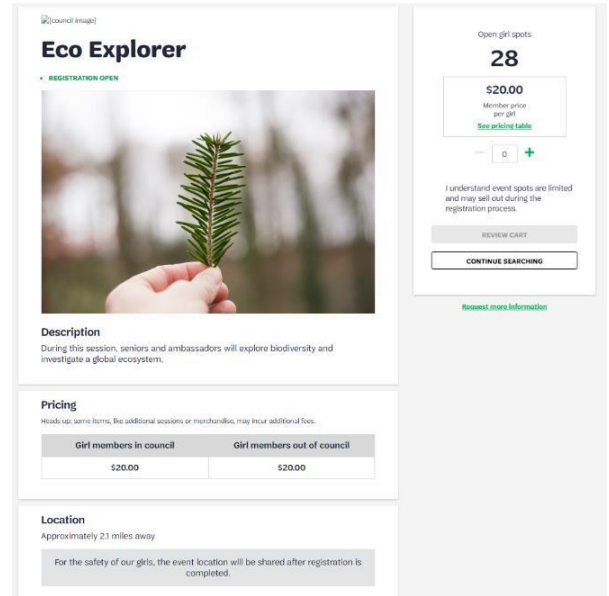 [council image]
Eco Explorer
• REGISTRATION OPEN
Description
During this session, seniors and ambassadors will explore biodiversity and
investigate a global ecosystem.
Pricing
Heads up: some items, like additional sessions or merchandise, may incur additional fees.
Girl members in council Girl members out of council
$20.00 $20.00
Location
Approximately 2.1 miles away
For the safety of our girls, the event location will be shared after registration is
completed.
Open girl spots
28
$20.00
Member price
per girl
See pricing table
— 0 +
I understand event spots are limited
and may sell out during the
registration process.
REVIEW CART
CONTINUE SEARCHING
Request more information